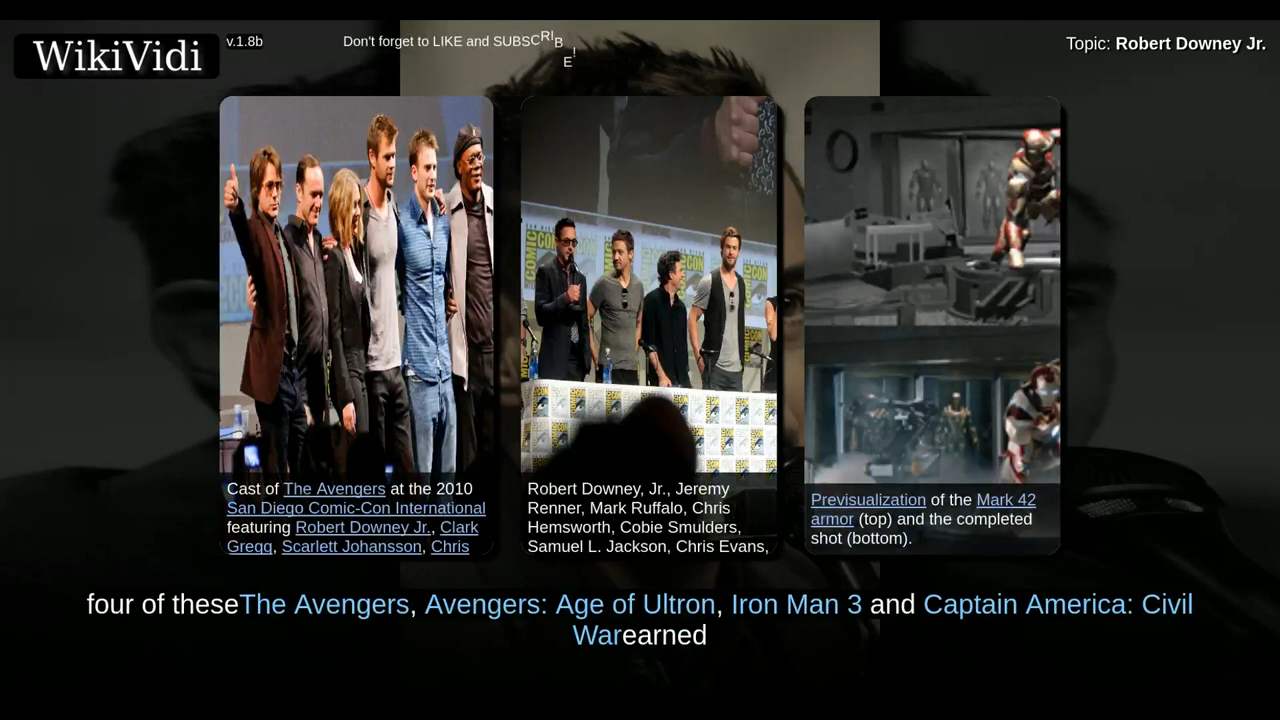 WikiVidi
v.1.8b
Don't forget to LIKE and SUBSCRIBE!
Topic: Robert Downey Jr.
Cast of The Avengers at the 2010
San Diego Comic-Con International
featuring Robert Downey Jr., Clark
Gregg, Scarlett Johansson, Chris
Robert Downey, Jr., Jeremy
Renner, Mark Ruffalo, Chris
Hemsworth, Cobie Smulders,
Samuel L. Jackson, Chris Evans,
Previsualization of the Mark 42
armor (top) and the completed
shot (bottom).
four of theseThe Avengers, Avengers: Age of Ultron, Iron Man 3 and Captain America: Civil
Warearned